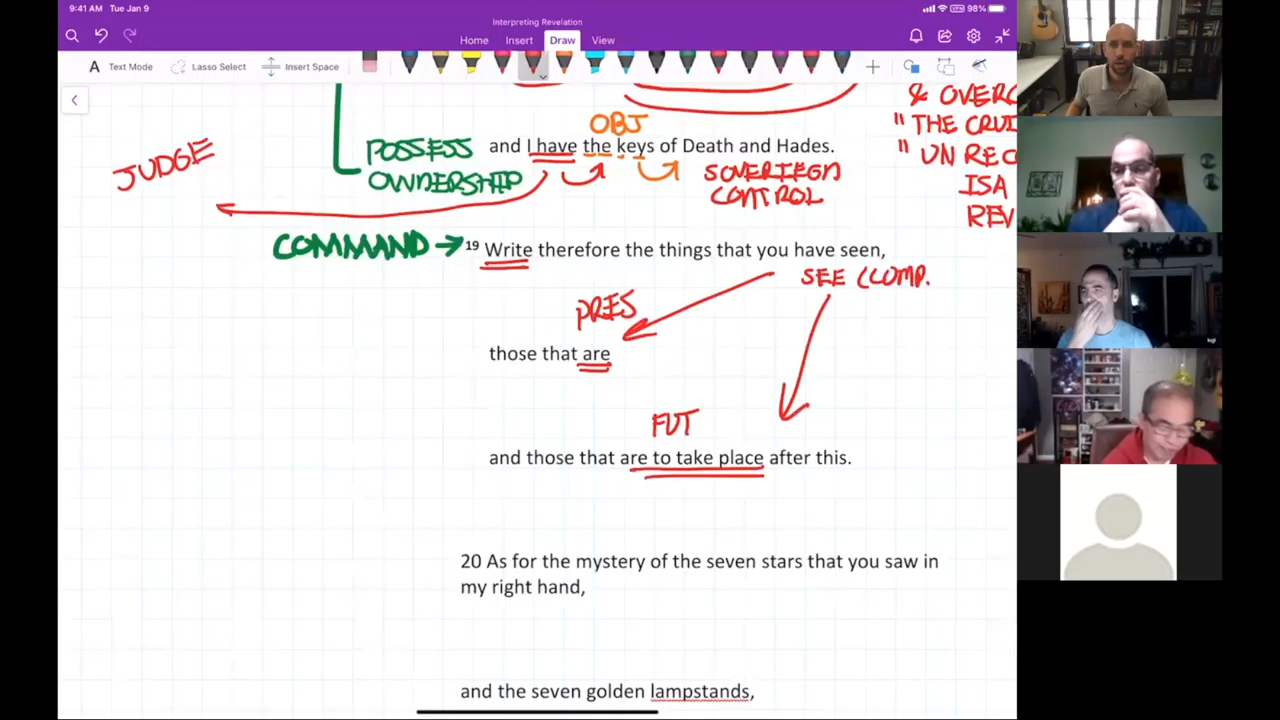 9:41 AM Tue Jan 9
VPN 98%
Interpreting Revelation
Home Insert Draw View
A Text Mode Lasso Select Insert Space
& OVERC
" THE CRUI
" UN REC
ISA
REV
OBJ
JUDGE
POSSESS
OWNERSHIP
and I have the keys of Death and Hades.
SOVERIEGN
CONTROL
COMMAND → 19 Write therefore the things that you have seen,
SEE (COMP.
PRES
those that are
FUT
and those that are to take place after this.
20 As for the mystery of the seven stars that you saw in
my right hand,
and the seven golden lampstands,